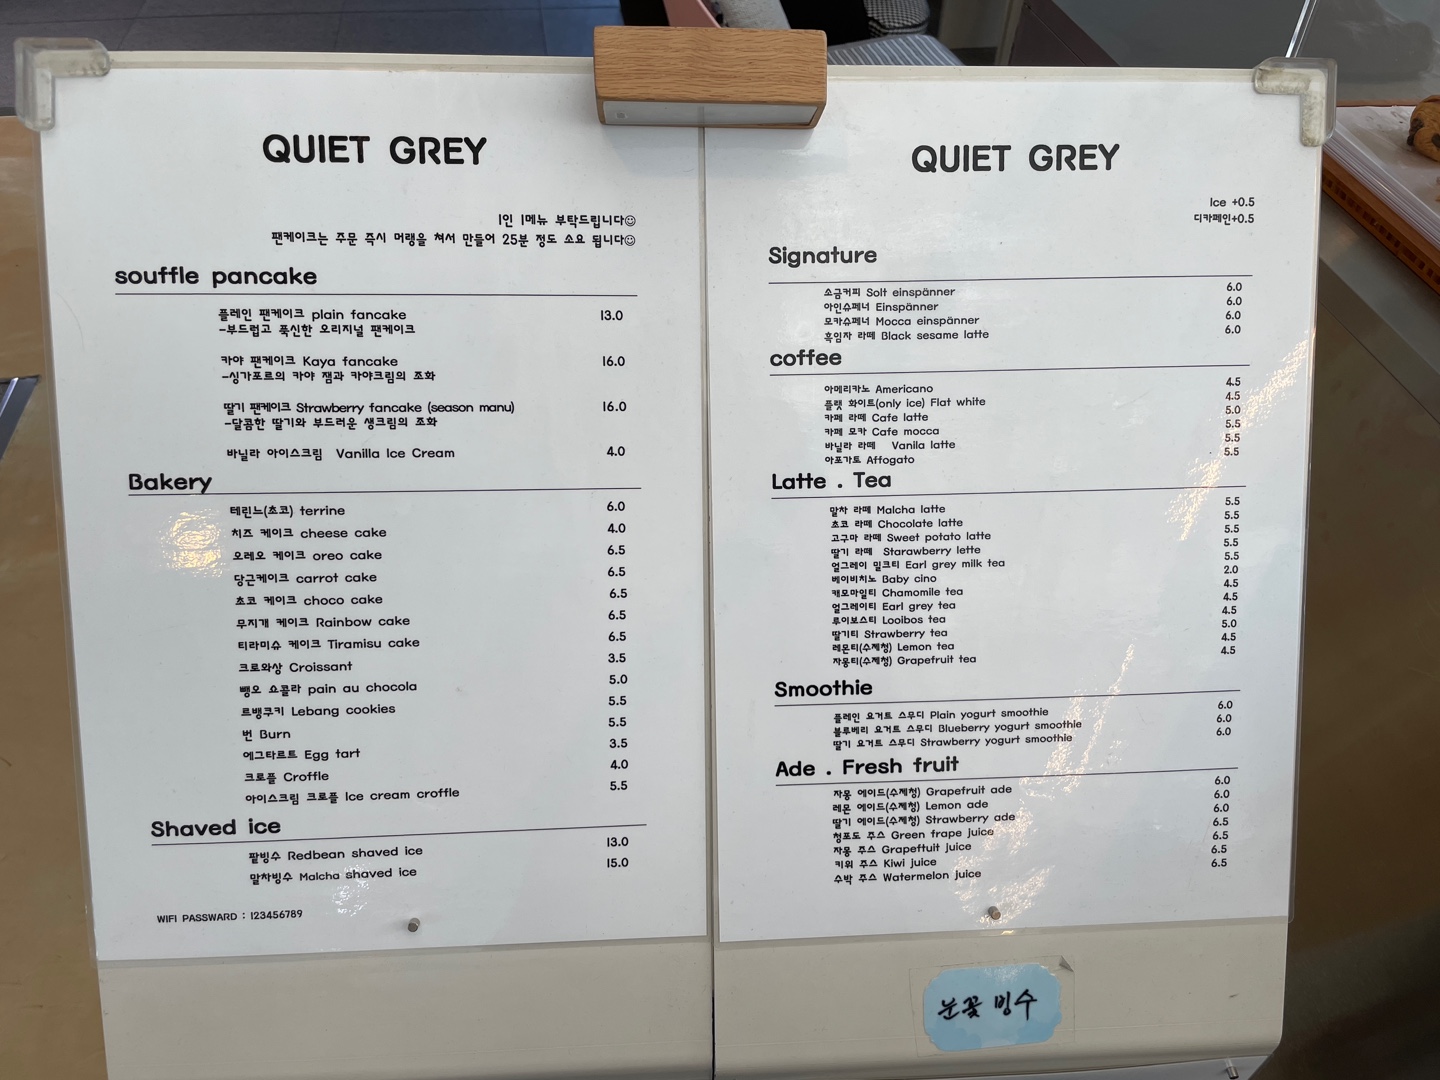 QUIET GREY
1인 1메뉴 부탁드립니다☺
팬케이크는 주문 즉시 머랭을 쳐서 만들어 25분 정도 소요 됩니다☺
souffle pancake
플레인 팬케이크 plain fancake 13.0
-부드럽고 푹신한 오리지널 팬케이크
카야 팬케이크 Kaya fancake 16.0
-싱가포르의 카야 잼과 카야크림의 조화
딸기 팬케이크 Strawberry fancake (season manu) 16.0
-달콤한 딸기와 부드러운 생크림의 조화
바닐라 아이스크림 Vanilla Ice Cream 4.0
Bakery
테린느(초코) terrine 6.0
치즈 케이크 cheese cake 4.0
오레오 케이크 oreo cake 6.5
당근케이크 carrot cake 6.5
초코 케이크 choco cake 6.5
무지개 케이크 Rainbow cake 6.5
티라미슈 케이크 Tiramisu cake 6.5
크로와상 Croissant 3.5
뺑오 쇼콜라 pain au chocola 5.0
르뱅쿠키 Lebang cookies 5.5
번 Burn 5.5
에그타르트 Egg tart 3.5
크로플 Croffle 4.0
아이스크림 크로플 Ice cream croffle 5.5
Shaved ice
팥빙수 Redbean shaved ice 13.0
말차빙수 Malcha shaved ice 15.0
WIFI PASSWARD : 123456789
QUIET GREY
Ice +0.5
디카페인+0.5
Signature
소금커피 Solt einspänner 6.0
아인슈페너 Einspänner 6.0
모카슈페너 Mocca einspänner 6.0
흑임자 라떼 Black sesame latte 6.0
coffee
아메리카노 Americano 4.5
플랫 화이트(only ice) Flat white 4.5
카페 라떼 Cafe latte 5.0
카페 모카 Cafe mocca 5.5
바닐라 라떼 Vanila latte 5.5
아포가토 Affogato 5.5
Latte . Tea
말차 라떼 Malcha latte 5.5
초코 라떼 Chocolate latte 5.5
고구마 라떼 Sweet potato latte 5.5
딸기 라떼 Starawberry lette 5.5
얼그레이 밀크티 Earl grey milk tea 5.5
베이비치노 Baby cino 2.0
캐모마일티 Chamomile tea 4.5
얼그레이티 Earl grey tea 4.5
루이보스티 Looibos tea 4.5
딸기티 Strawberry tea 5.0
레몬티(수제청) Lemon tea 4.5
자몽티(수제청) Grapefruit tea 4.5
Smoothie
플레인 요거트 스무디 Plain yogurt smoothie 6.0
블루베리 요거트 스무디 Blueberry yogurt smoothie 6.0
딸기 요거트 스무디 Strawberry yogurt smoothie 6.0
Ade . Fresh fruit
자몽 에이드(수제청) Grapefruit ade 6.0
레몬 에이드(수제청) Lemon ade 6.0
딸기 에이드(수제청) Strawberry ade 6.0
청포도 주스 Green frape juice 6.5
자몽 주스 Grapeftuit juice 6.5
키위 주스 Kiwi juice 6.5
수박 주스 Watermelon juice 6.5
눈꽃 빙수